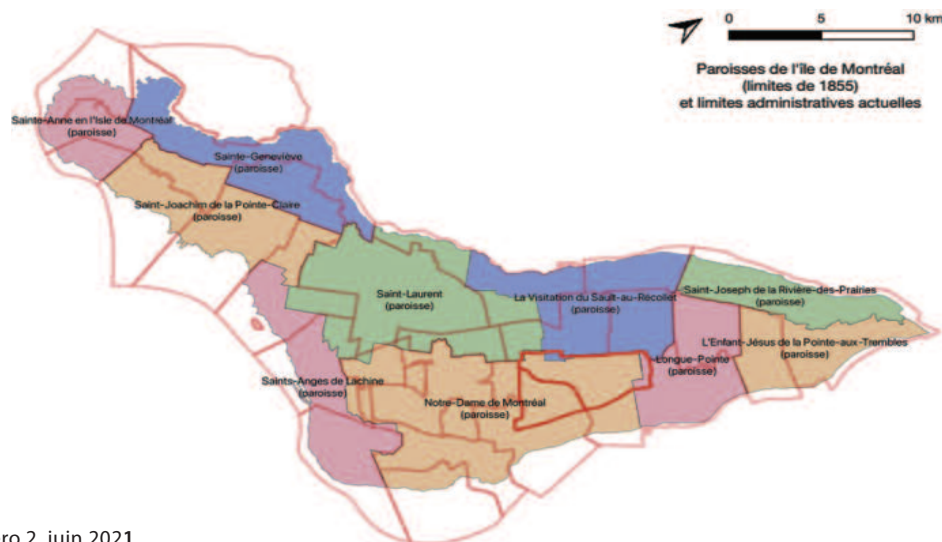 0 5 10 km
Paroisses de l'île de Montréal
(limites de 1855)
et limites administratives actuelles
Sainte-Anne en l'Isle de Montréal
(paroisse)
Sainte-Geneviève
(paroisse)
Saint-Joachim de la Pointe-Claire
(paroisse)
Saint-Laurent
(paroisse)
La Visitation du Sault-au-Récollet
(paroisse)
Saint-Joseph de la Rivière-des-Prairies
(paroisse)
L'Enfant-Jésus de la Pointe-aux-Trembles
(paroisse)
Longue-Pointe
(paroisse)
Saints-Anges de Lachine
(paroisse)
Notre-Dame de Montréal
(paroisse)
ro 2, juin 2021